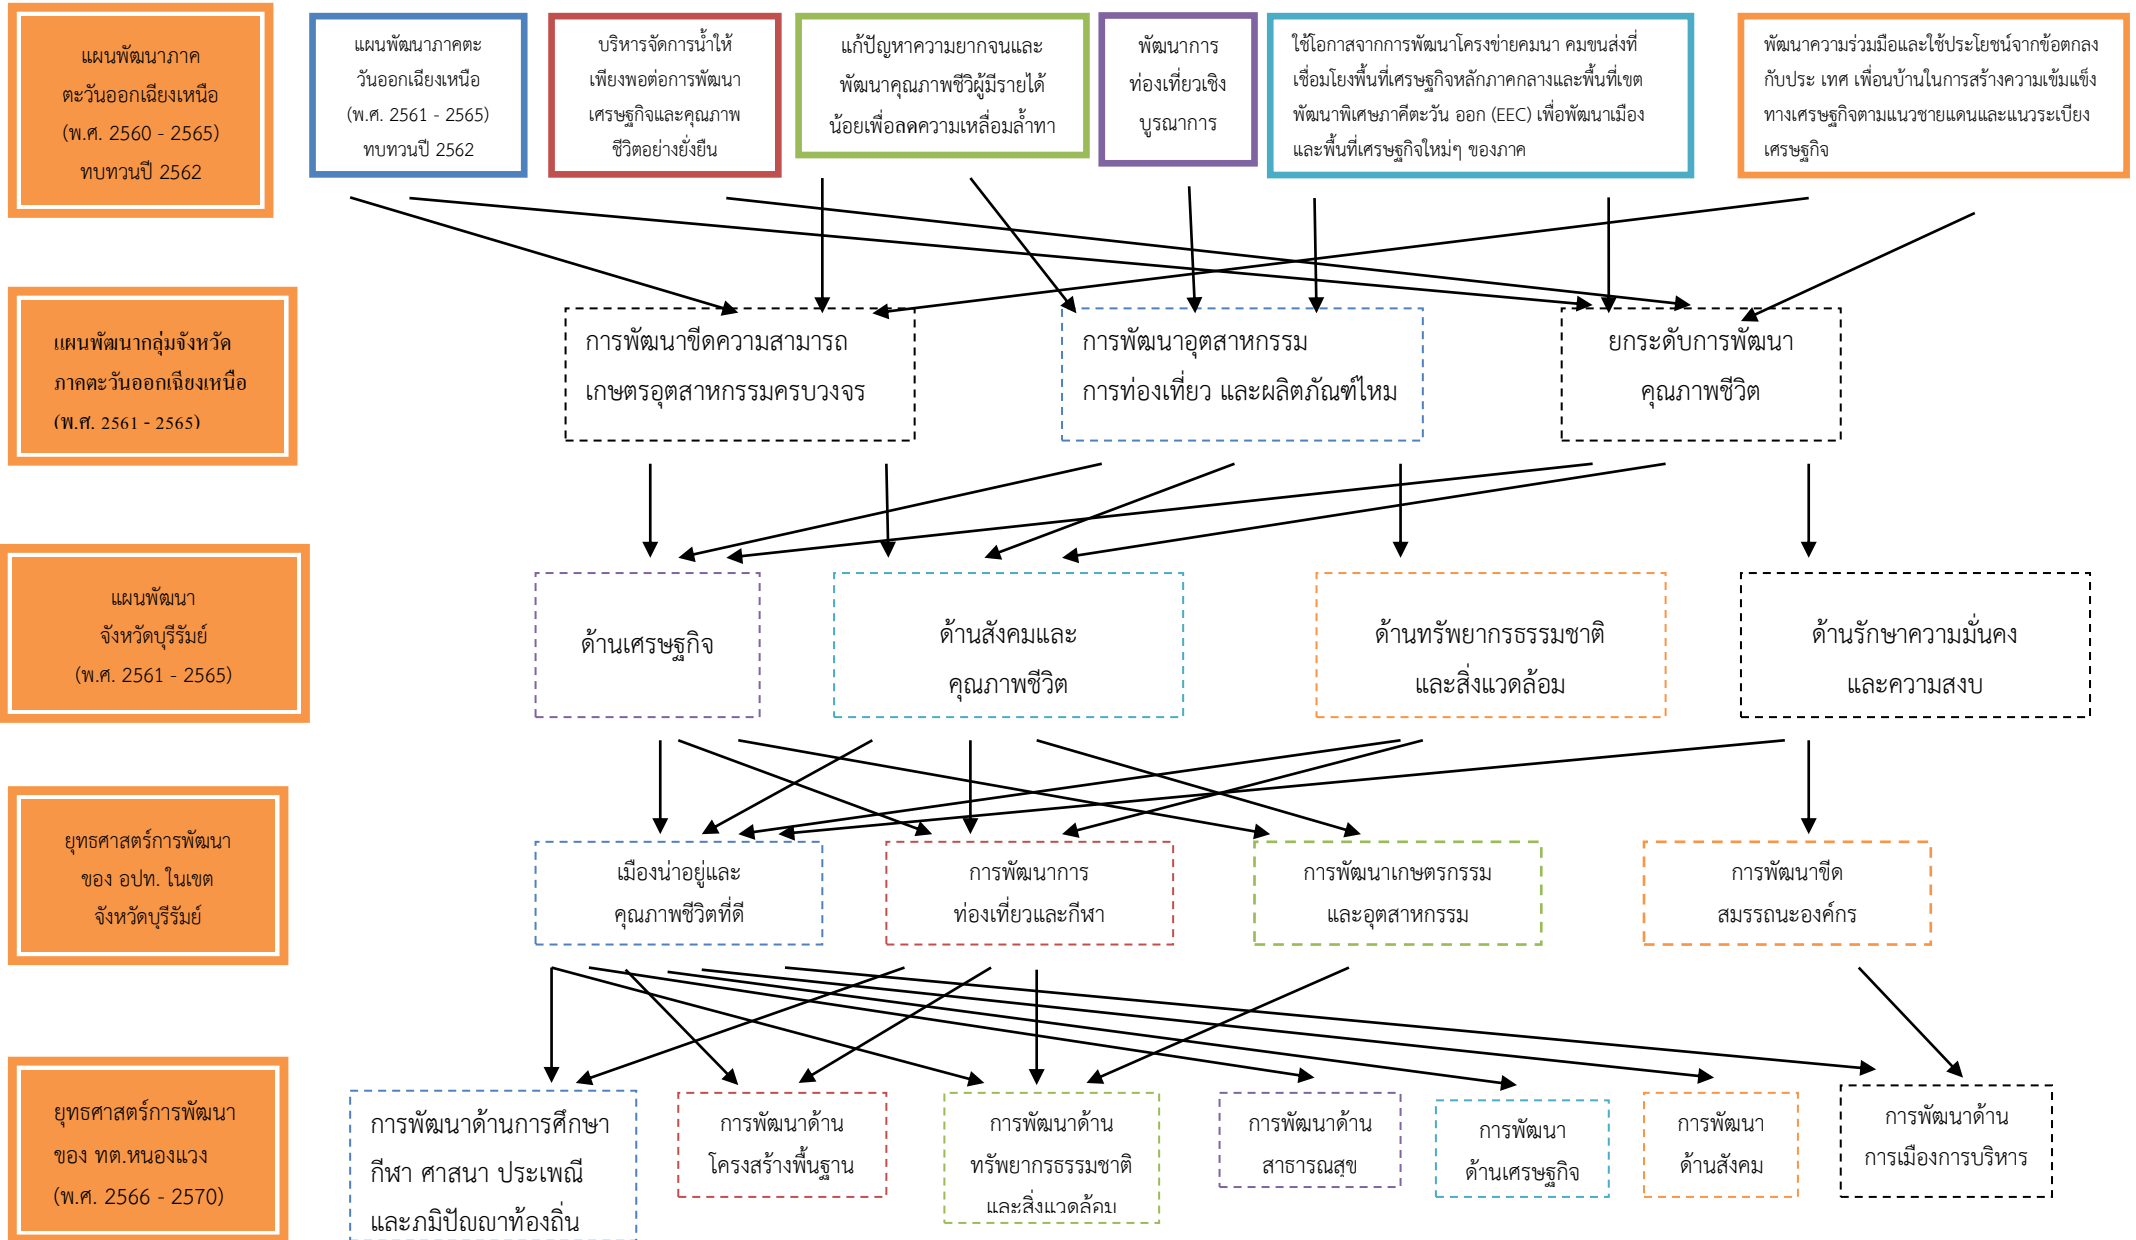 แผนพัฒนาภาค
ตะวันออกเฉียงเหนือ
(พ.ศ. 2560 - 2565)
ทบทวนปี 2562
แผนพัฒนาภาคตะ
วันออกเฉียงเหนือ
(พ.ศ. 2561 - 2565)
ทบทวนปี 2562
บริหารจัดการน้ำให้
เพียงพอต่อการพัฒนา
เศรษฐกิจและคุณภาพ
ชีวิตอย่างยั่งยืน
แก้ปัญหาความยากจนและ
พัฒนาคุณภาพชีวิผู้มีรายได้
น้อยเพื่อลดความเหลื่อมล้ำทา
พัฒนาการ
ท่องเที่ยวเชิง
บูรณาการ
ใช้โอกาสจากการพัฒนาโครงข่ายคมนา คมขนส่งที่
เชื่อมโยงพื้นที่เศรษฐกิจหลักภาคกลางและพื้นที่เขต
พัฒนาพิเศษภาคีตะวัน ออก (EEC) เพื่อพัฒนาเมือง
และพื้นที่เศรษฐกิจใหม่ๆ ของภาค
พัฒนาความร่วมมือและใช้ประโยชน์จากข้อตกลง
กับประ เทศ เพื่อนบ้านในการสร้างความเข้มแข็ง
ทางเศรษฐกิจตามแนวชายแดนและแนวระเบียง
เศรษฐกิจ
แผนพัฒนากลุ่มจังหวัด
ภาคตะวันออกเฉียงเหนือ
(พ.ศ. 2561 - 2565)
การพัฒนาขีดความสามารถ
เกษตรอุตสาหกรรมครบวงจร
การพัฒนาอุตสาหกรรม
การท่องเที่ยว และผลิตภัณฑ์ไหม
ยกระดับการพัฒนา
คุณภาพชีวิต
แผนพัฒนา
จังหวัดบุรีรัมย์
(พ.ศ. 2561 - 2565)
ด้านเศรษฐกิจ
ด้านสังคมและ
คุณภาพชีวิต
ด้านทรัพยากรธรรมชาติ
และสิ่งแวดล้อม
ด้านรักษาความมั่นคง
และความสงบ
ยุทธศาสตร์การพัฒนา
ของ อปท. ในเขต
จังหวัดบุรีรัมย์
เมืองน่าอยู่และ
คุณภาพชีวิตที่ดี
การพัฒนาการ
ท่องเที่ยวและกีฬา
การพัฒนาเกษตรกรรม
และอุตสาหกรรม
การพัฒนาขีด
สมรรถนะองค์กร
ยุทธศาสตร์การพัฒนา
ของ ทต.หนองแวง
(พ.ศ. 2566 - 2570)
การพัฒนาด้านการศึกษา
กีฬา ศาสนา ประเพณี
และภูมิปัญญาท้องถิ่น
การพัฒนาด้าน
โครงสร้างพื้นฐาน
การพัฒนาด้าน
ทรัพยากรธรรมชาติ
และสิ่งแวดล้อม
การพัฒนาด้าน
สาธารณสุข
การพัฒนา
ด้านเศรษฐกิจ
การพัฒนา
ด้านสังคม
การพัฒนาด้าน
การเมืองการบริหาร